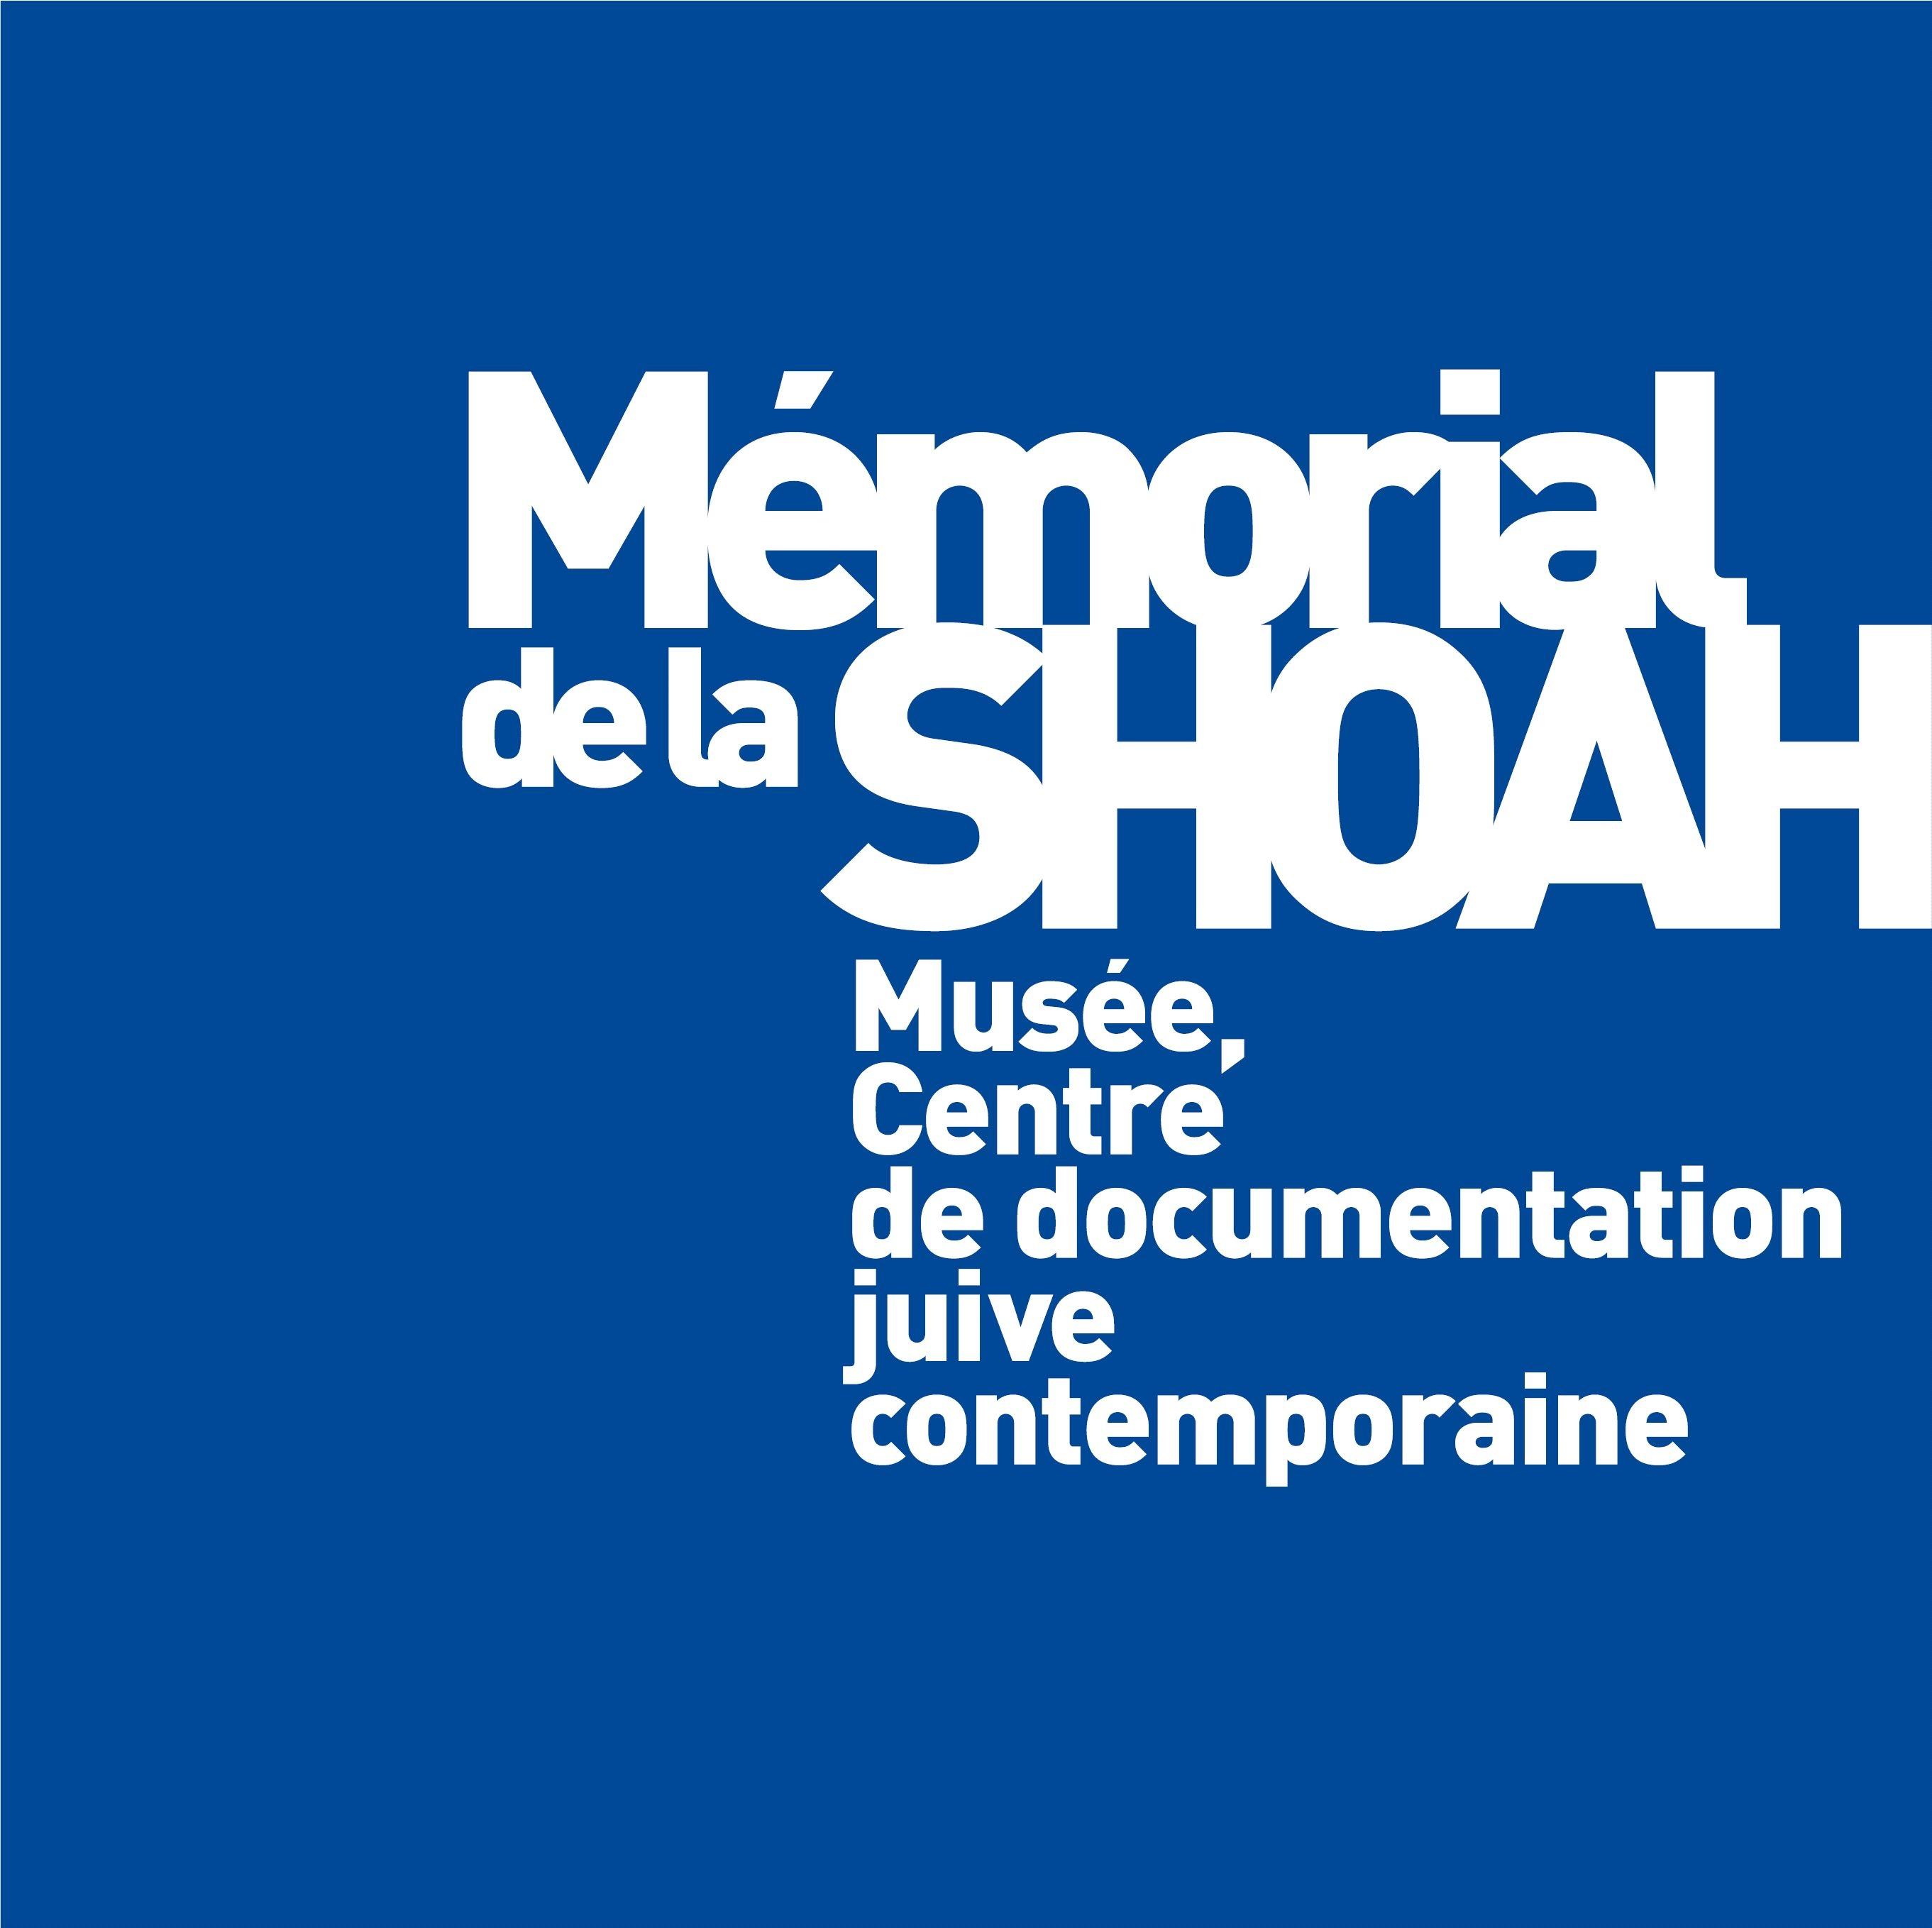 Mémorial
de la SHOAH
Musée,
Centre
de documentation
juive
contemporaine